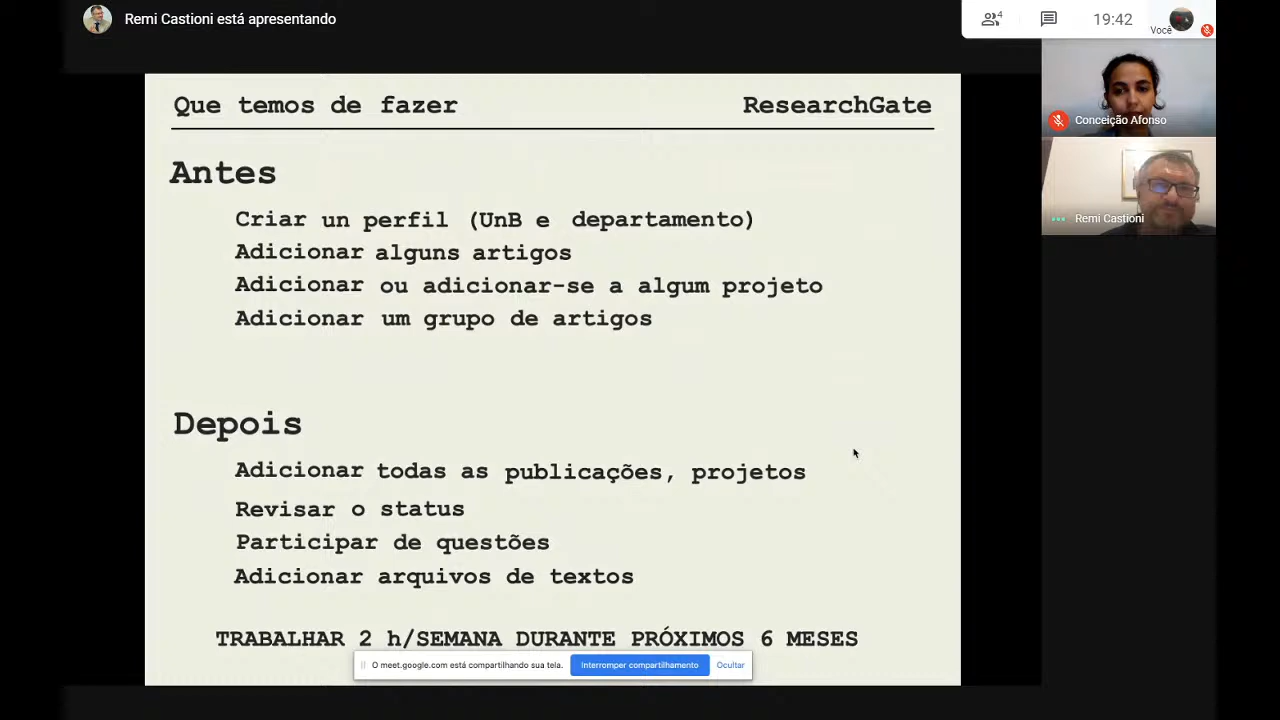 Remi Castioni está apresentando
4
19:42
Você
Que temos de fazer ResearchGate
Antes
Criar un perfil (UnB e departamento)
Adicionar alguns artigos
Adicionar ou adicionar-se a algum projeto
Adicionar um grupo de artigos
Depois
Adicionar todas as publicações, projetos
Revisar o status
Participar de questões
Adicionar arquivos de textos
TRABALHAR 2 h/SEMANA DURANTE PRÓXIMOS 6 MESES
O meet.google.com está compartilhando sua tela. Interromper compartilhamento Ocultar
Conceição Afonso
Remi Castioni